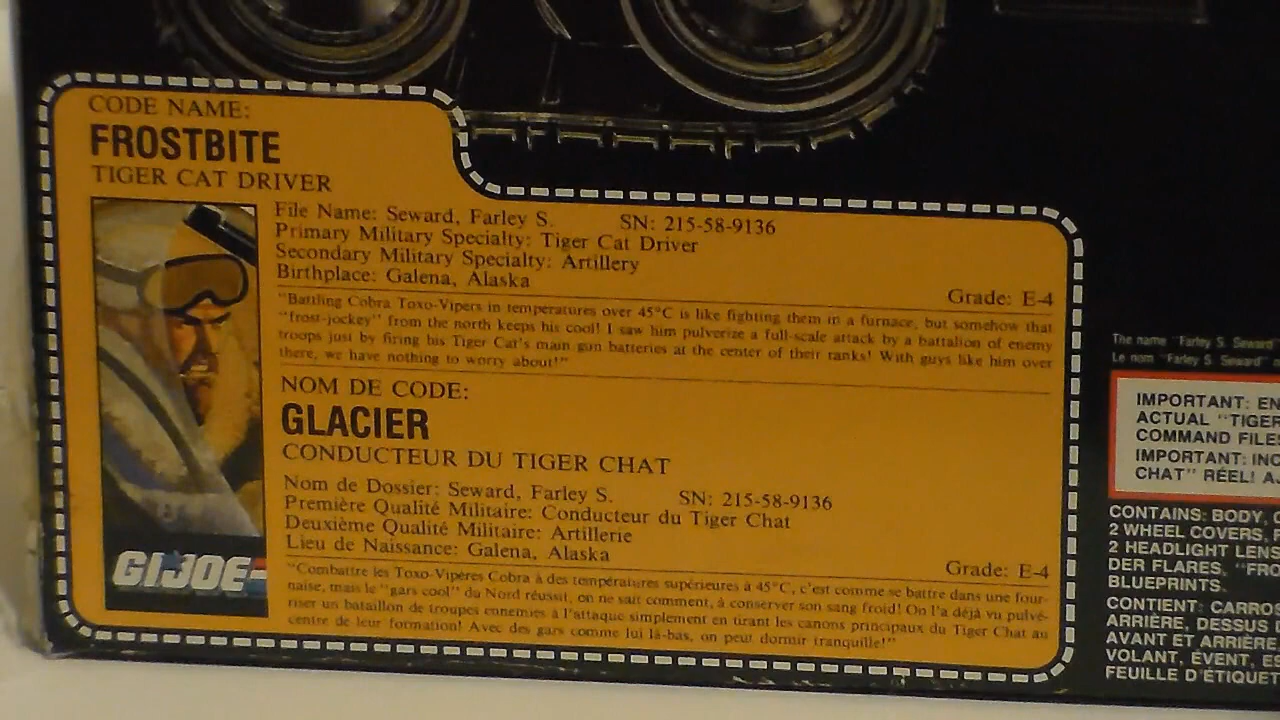 CODE NAME:
FROSTBITE
TIGER CAT DRIVER
File Name: Seward, Farley S. SN: 215-58-9136
Primary Military Specialty: Tiger Cat Driver
Secondary Military Specialty: Artillery
Birthplace: Galena, Alaska Grade: E-4
"Battling Cobra Toxo-Vipers in temperatures over 45°C is like fighting them in a furnace, but somehow that
"frost-jockey" from the north keeps his cool! I saw him pulverize a full-scale attack by a battalion of enemy
troops just by firing his Tiger Cat's main gun batteries at the center of their ranks! With guys like him over
there, we have nothing to worry about!"
NOM DE CODE:
GLACIER
CONDUCTEUR DU TIGER CHAT
Nom de Dossier: Seward, Farley S. SN: 215-58-9136
Première Qualité Militaire: Conducteur du Tiger Chat
Deuxième Qualité Militaire: Artillerie
Lieu de Naissance: Galena, Alaska Grade: E-4
"Combattre les Toxo-Vipères Cobra à des températures supérieures à 45°C, c'est comme se battre dans une four-
naise, mais le "gars cool" du Nord réussit, on ne sait comment, à conserver son sang froid! On l'a déjà vu pulvé-
riser un bataillon de troupes ennemies à l'attaque simplement en tirant les canons principaux du Tiger Chat au
centre de leur formation! Avec des gars comme lui là-bas, on peut dormir tranquille!"
GI JOE
The name "Farley S. Seward"
Le nom "Farley S. Seward"
IMPORTANT: EN
ACTUAL "TIGER
COMMAND FILE
IMPORTANT: INC
CHAT" RÉEL! A
CONTAINS: BODY,
2 WHEEL COVERS,
2 HEADLIGHT LENS
DER FLARES, "FRO
BLUEPRINTS.
CONTIENT: CARROS
ARRIÈRE, DESSUS D
AVANT ET ARRIÈRE
VOLANT, ÉVENT, ES
FEUILLE D'ÉTIQUET